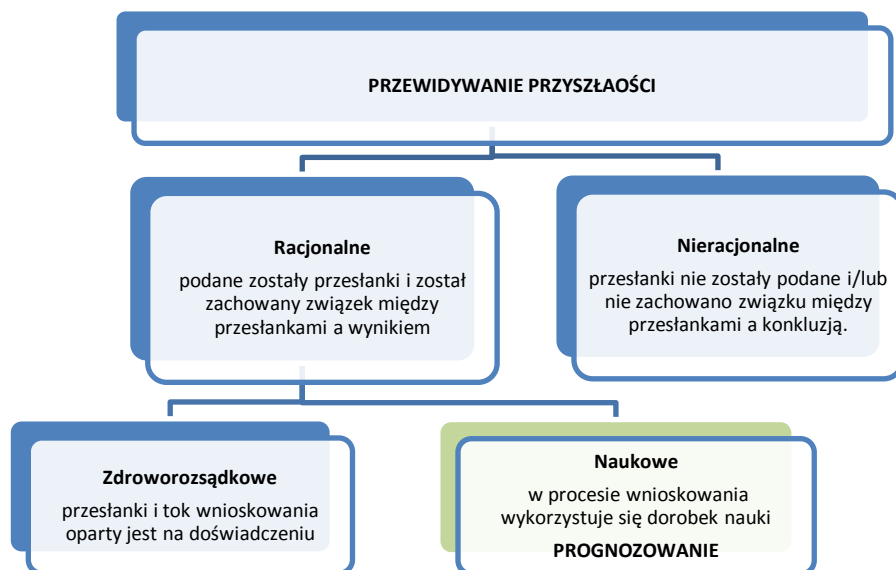 PRZEWIDYWANIE PRZYSZŁAOŚCI
Racjonalne
podane zostały przesłanki i został
zachowany związek między
przesłankami a wynikiem
Nieracjonalne
przesłanki nie zostały podane i/lub
nie zachowano związku między
przesłankami a konkluzją.
Zdroworozsądkowe
przesłanki i tok wnioskowania
oparty jest na doświadczeniu
Naukowe
w procesie wnioskowania
wykorzystuje się dorobek nauki
PROGNOZOWANIE